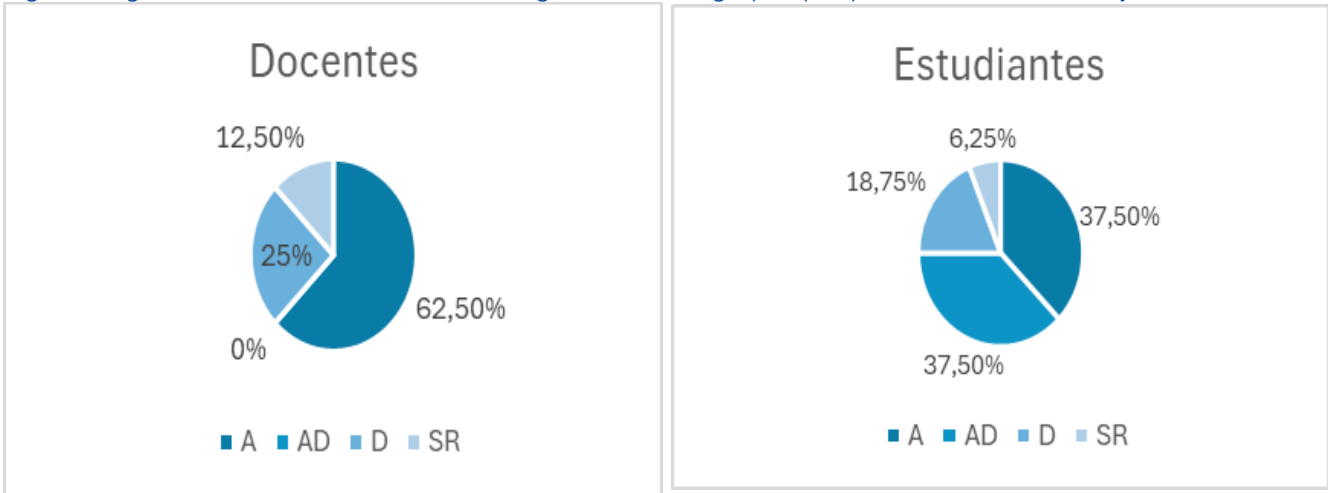 Docentes
12,50%
25%
62,50%
0%
A AD D SR
Estudiantes
6,25%
18,75%
37,50%
37,50%
A AD D SR